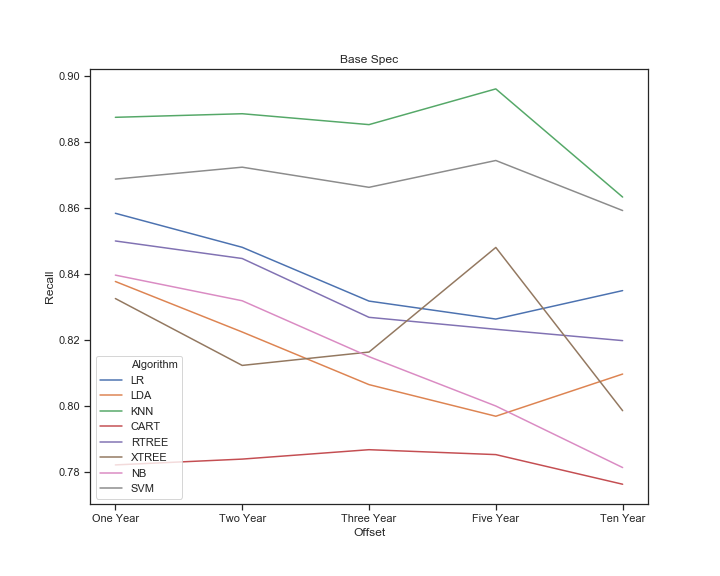 Base Spec
0.90
0.88
0.86
0.84
0.82
0.80
0.78
Recall
Algorithm
LR
LDA
KNN
CART
RTREE
XTREE
NB
SVM
One Year Two Year Three Year Five Year Ten Year
Offset